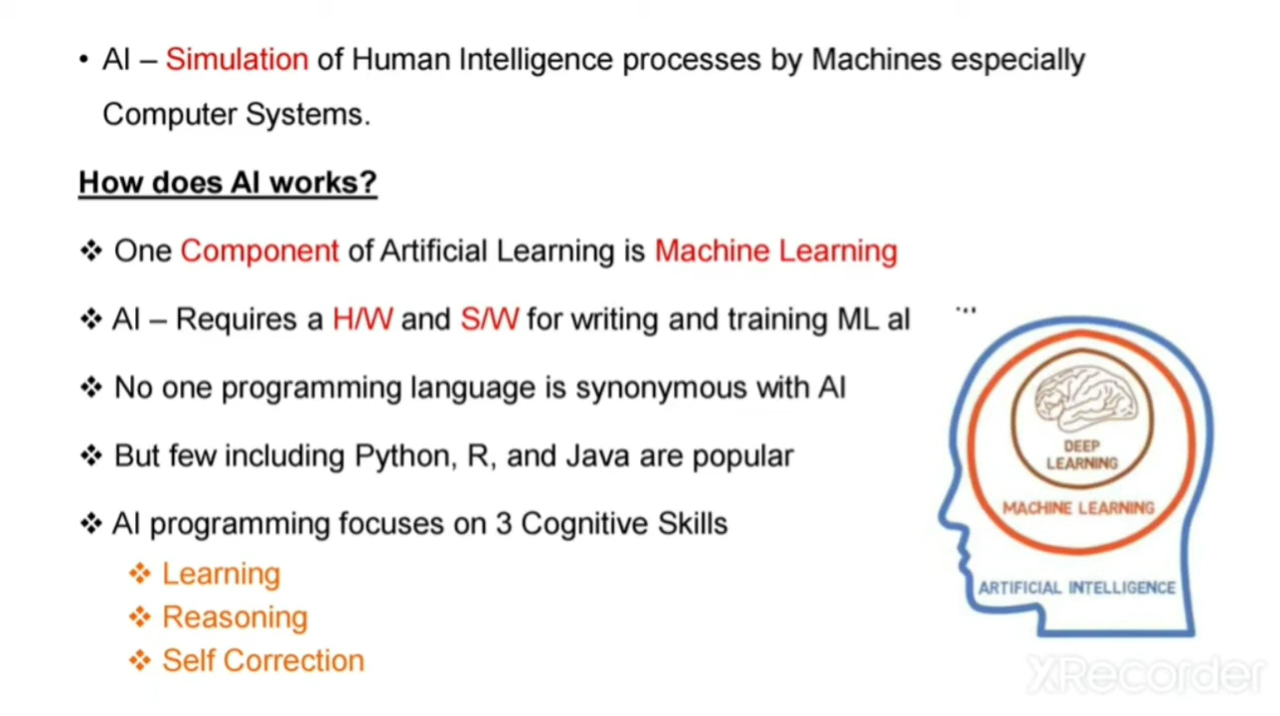 • AI – Simulation of Human Intelligence processes by Machines especially
Computer Systems.
How does AI works?
❖ One Component of Artificial Learning is Machine Learning
❖ AI – Requires a H/W and S/W for writing and training ML al
❖ No one programming language is synonymous with AI
❖ But few including Python, R, and Java are popular
❖ AI programming focuses on 3 Cognitive Skills
❖ Learning
❖ Reasoning
❖ Self Correction
DEEP
LEARNING
MACHINE LEARNING
ARTIFICIAL INTELLIGENCE
XRecorder